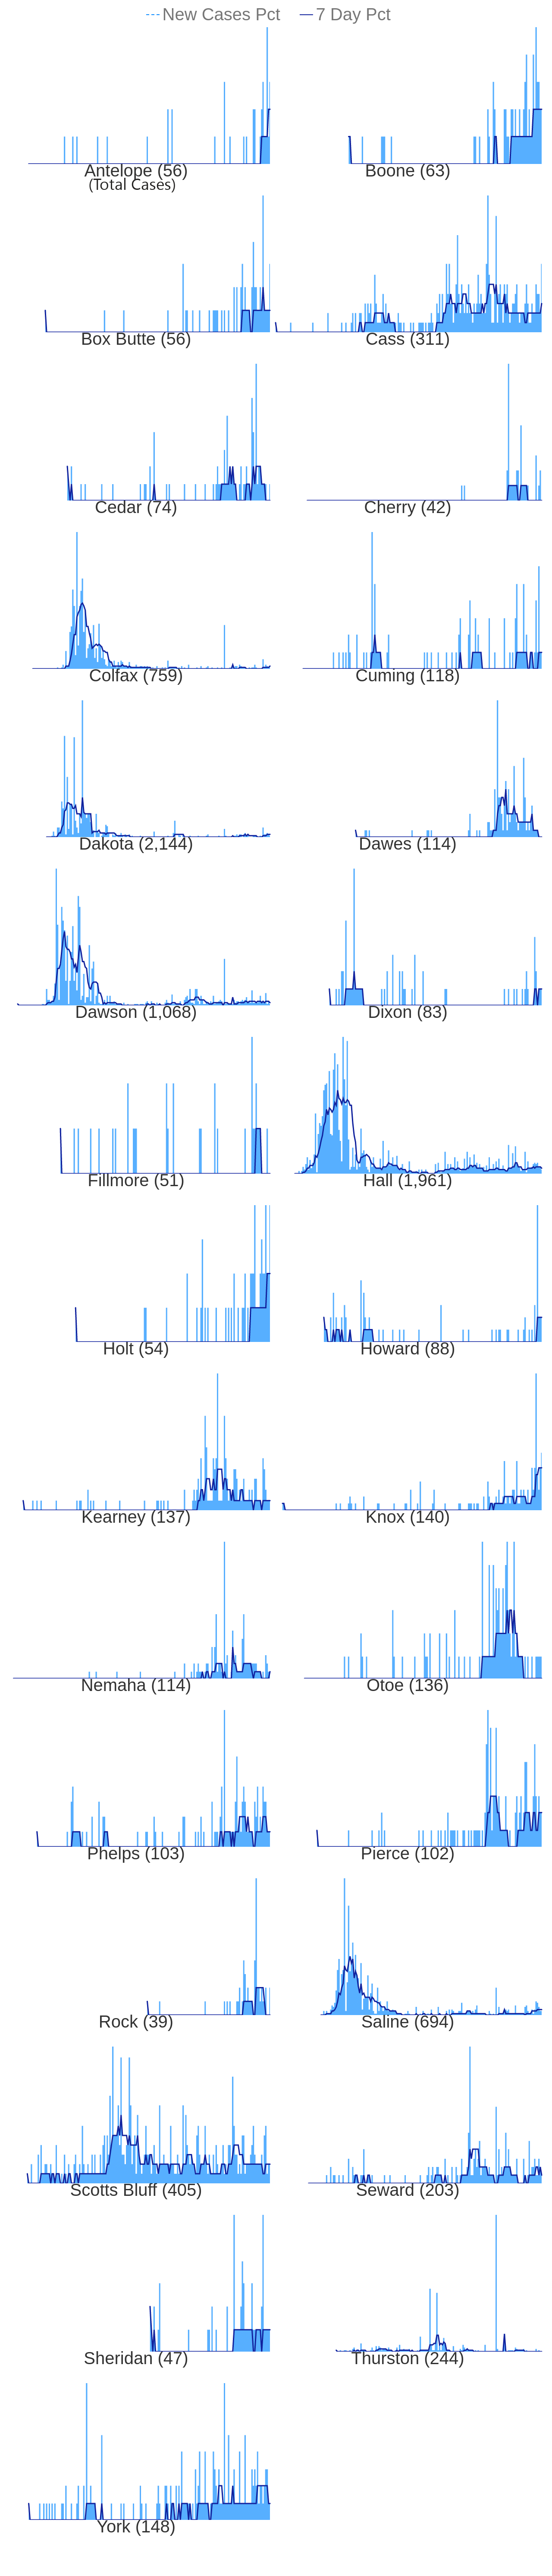 New Cases Pct 7 Day Pct
Antelope (56) Boone (63)
(Total Cases)
Box Butte (56) Cass (311)
Cedar (74) Cherry (42)
Colfax (759) Cuming (118)
Dakota (2,144) Dawes (114)
Dawson (1,068) Dixon (83)
Fillmore (51) Hall (1,961)
Holt (54) Howard (88)
Kearney (137) Knox (140)
Nemaha (114) Otoe (136)
Phelps (103) Pierce (102)
Rock (39) Saline (694)
Scotts Bluff (405) Seward (203)
Sheridan (47) Thurston (244)
York (148)